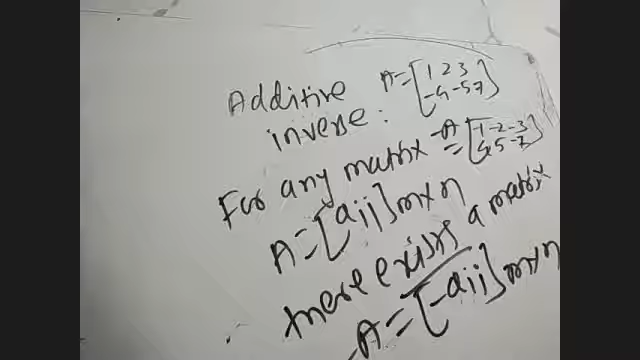 Additive
inverse:
A=[1 2 3
-4 -5 7]
-A
=[-1 -2 -3
4 5 -7]
For any matrix
A=[aij]m×n
there exists a matrix
-A=[-aij]m×n